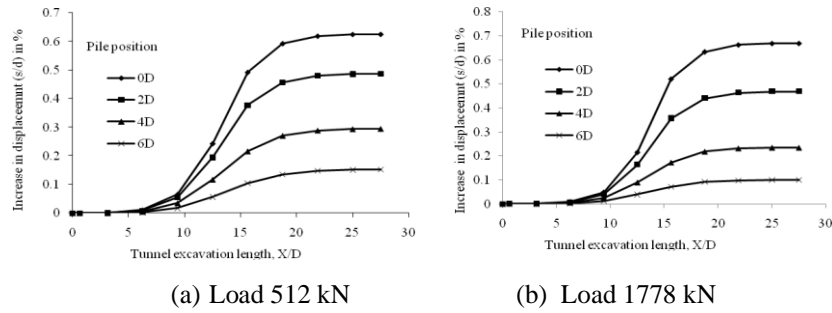 0.7
0.6
0.5
0.4
0.3
0.2
0.1
0
Increase in displaceemnt (s/d) in %
Pile position
0D
2D
4D
6D
0 5 10 15 20 25 30
Tunnel excavation length, X/D
(a) Load 512 kN
0.8
0.7
0.6
0.5
0.4
0.3
0.2
0.1
0
Increase in displacement (s/d) in %
Pile position
0D
2D
4D
6D
0 5 10 15 20 25 30
Tunnel excavation length, X/D
(b) Load 1778 kN